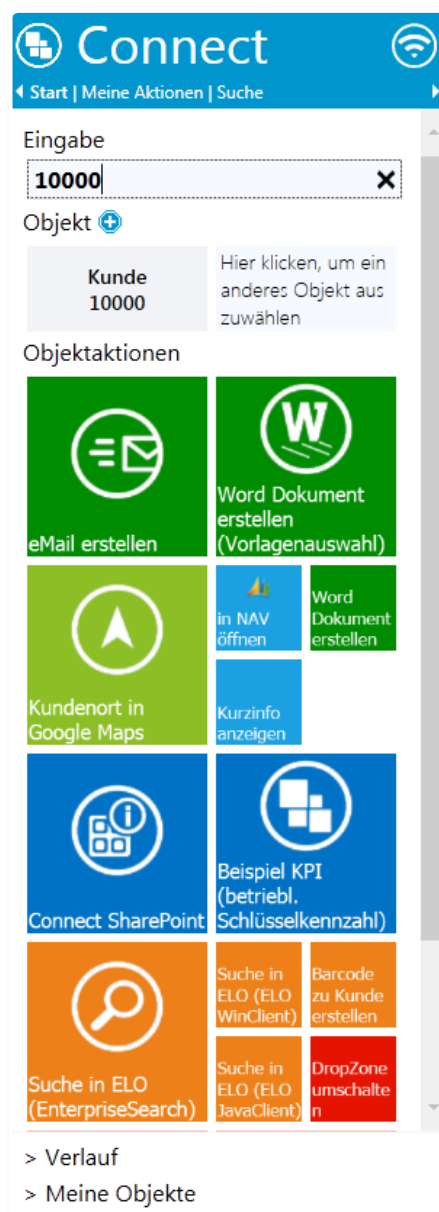 Connect
Start | Meine Aktionen | Suche
Eingabe
10000
Objekt
Kunde
10000
Hier klicken, um ein
anderes Objekt aus
zuwählen
Objektaktionen
eMail erstellen
W
Word Dokument
erstellen
(Vorlagenauswahl)
Kundenort in
Google Maps
in NAV
öffnen
Word
Dokument
erstellen
Kurzinfo
anzeigen
Connect SharePoint
Beispiel KPI
(betriebl.
Schlüsselkennzahl)
Suche in ELO
(EnterpriseSearch)
Suche in
ELO (ELO
WinClient)
Barcode
zu Kunde
erstellen
Suche in
ELO (ELO
JavaClient)
DropZone
umschalte
n
> Verlauf
> Meine Objekte